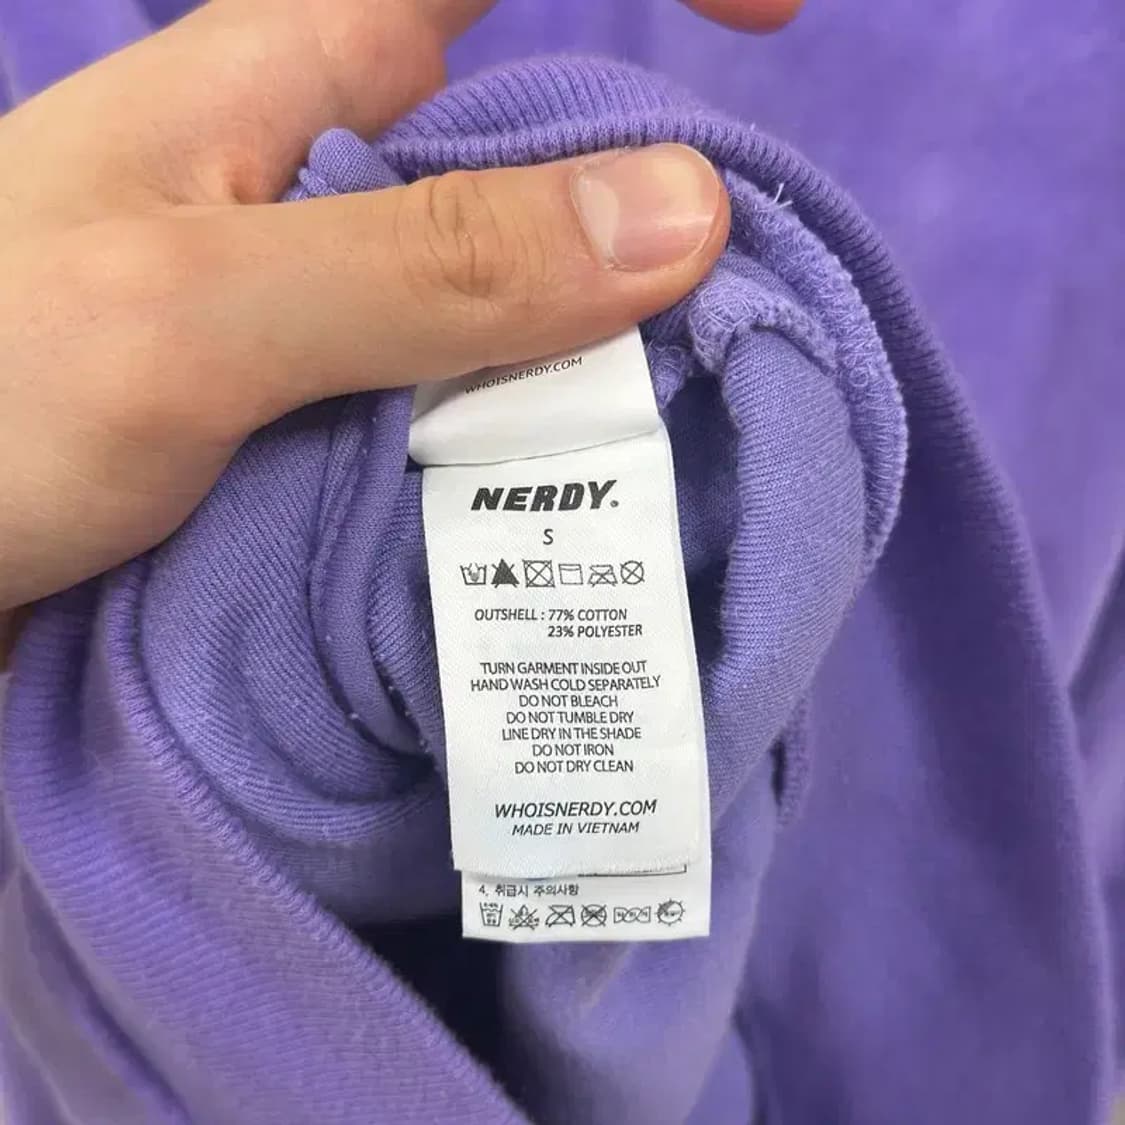 WHOISNERDY.COM
NERDY.
S
OUTSHELL : 77% COTTON
23% POLYESTER
TURN GARMENT INSIDE OUT
HAND WASH COLD SEPARATELY
DO NOT BLEACH
DO NOT TUMBLE DRY
LINE DRY IN THE SHADE
DO NOT IRON
DO NOT DRY CLEAN
WHOISNERDY.COM
MADE IN VIETNAM
4. 취급시 주의사항